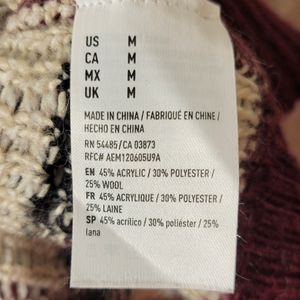 US M
CA M
MX M
UK M
MADE IN CHINA / FABRIQUÉ EN CHINE /
HECHO EN CHINA
RN 54485/CA 03873
RFC# AEM120605U9A
EN 45% ACRYLIC / 30% POLYESTER /
25% WOOL
FR 45% ACRYLIQUE / 30% POLYESTER /
25% LAINE
SP 45% acrílico / 30% poliéster / 25%
lana